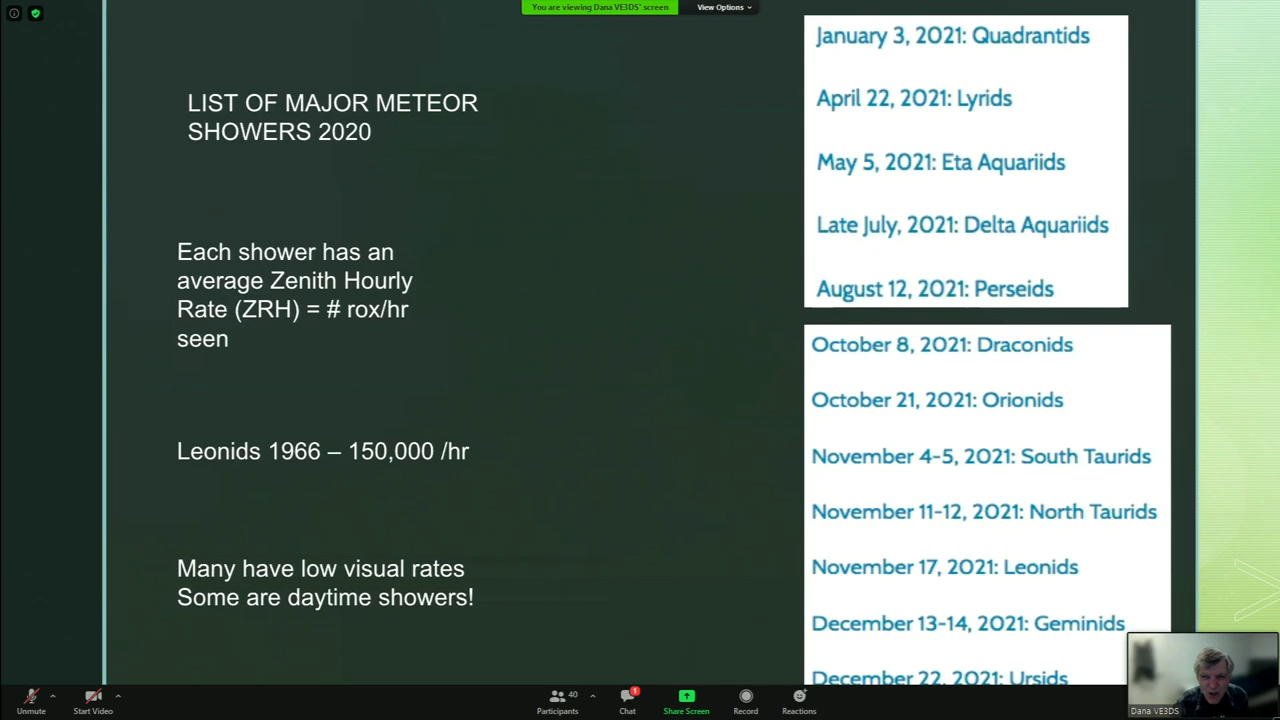 You are viewing Dana VE3DS' screen
View Options
LIST OF MAJOR METEOR
SHOWERS 2020
Each shower has an
average Zenith Hourly
Rate (ZRH) = # rox/hr
seen
Leonids 1966 – 150,000 /hr
Many have low visual rates
Some are daytime showers!
January 3, 2021: Quadrantids
April 22, 2021: Lyrids
May 5, 2021: Eta Aquariids
Late July, 2021: Delta Aquariids
August 12, 2021: Perseids
October 8, 2021: Draconids
October 21, 2021: Orionids
November 4-5, 2021: South Taurids
November 11-12, 2021: North Taurids
November 17, 2021: Leonids
December 13-14, 2021: Geminids
December 22, 2021: Ursids
Dana VE3DS
Unmute
Start Video
40
Participants
1
Chat
Share Screen
Record
Reactions